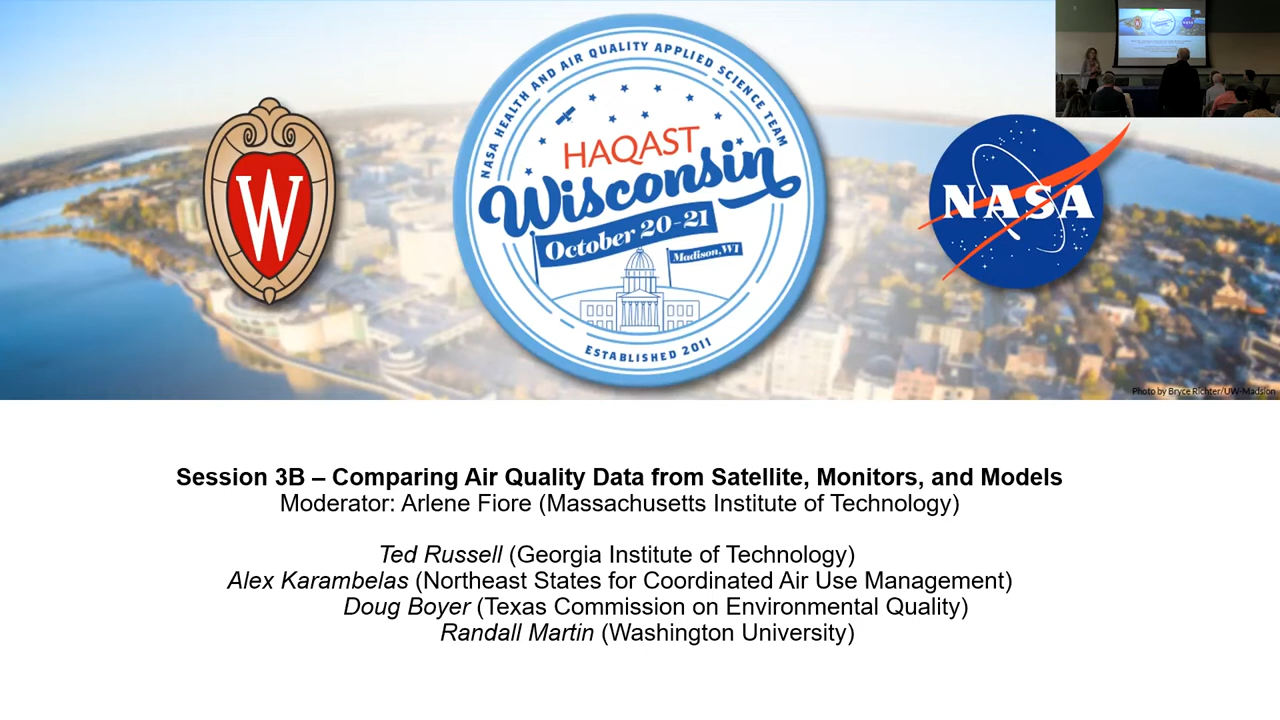 NASA HEALTH AND AIR QUALITY APPLIED SCIENCE TEAM
HAQAST
Wisconsin
October 20-21
Madison, WI
ESTABLISHED 2011
W
NASA
Photo by Bryce Richter/UW-Madsion
Session 3B – Comparing Air Quality Data from Satellite, Monitors, and Models
Moderator: Arlene Fiore (Massachusetts Institute of Technology)
Ted Russell (Georgia Institute of Technology)
Alex Karambelas (Northeast States for Coordinated Air Use Management)
Doug Boyer (Texas Commission on Environmental Quality)
Randall Martin (Washington University)